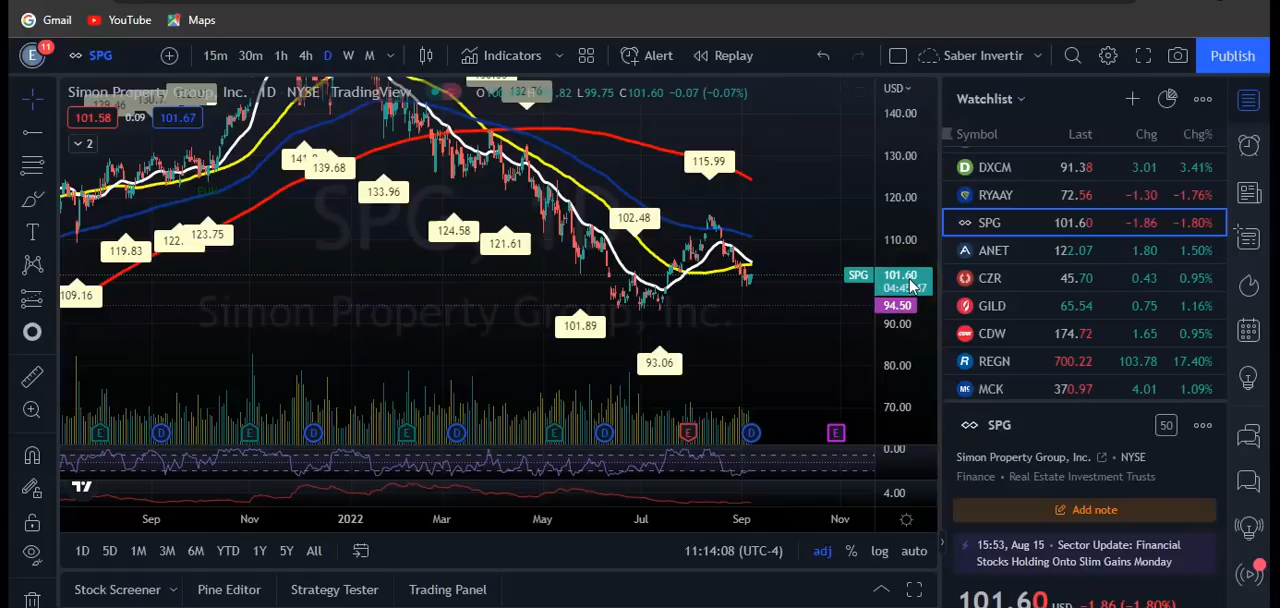 Gmail YouTube Maps
E 11 SPG 15m 30m 1h 4h D W M Indicators Alert Replay Saber Invertir Publish
Simon Property Group, Inc. 1D NYSE TradingView L99.75 C101.60 -0.07 (-0.07%)
101.58 0.09 101.67
2
USD
140.00
130.00
120.00
110.00
90.00
80.00
70.00
0.00
4.00
139.68
133.96
115.99
102.48
124.58
121.61
123.75
119.83
109.16
101.89
93.06
SPG 101.60
94.50
SPG, 1D
Simon Property Group, Inc.
E D E D E D E D E D E
Sep Nov 2022 Mar May Jul Sep Nov
1D 5D 1M 3M 6M YTD 1Y 5Y All 11:14:08 (UTC-4) adj % log auto
Stock Screener Pine Editor Strategy Tester Trading Panel
Watchlist
Symbol Last Chg Chg%
DXCM 91.38 3.01 3.41%
RYAAY 72.56 −1.30 −1.76%
SPG 101.60 −1.86 −1.80%
ANET 122.07 1.80 1.50%
CZR 45.70 0.43 0.95%
GILD 65.54 0.75 1.16%
CDW 174.72 1.65 0.95%
REGN 700.22 103.78 17.40%
MCK 370.97 4.01 1.09%
SPG 50
Simon Property Group, Inc. • NYSE
Finance • Real Estate Investment Trusts
Add note
15:53, Aug 15 • Sector Update: Financial
Stocks Holding Onto Slim Gains Monday
101.60 USD −1.86 (−1.80%)